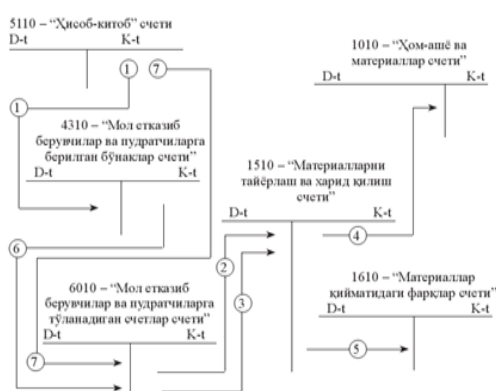 5110 – “Ҳисоб-китоб” счети
D-t K-t
1 7
1
4310 – “Мол етказиб
берувчилар ва пудратчиларга
берилган бўнаклар счети”
D-t K-t
6
6010 – “Мол етказиб
берувчилар ва пудратчиларга
тўланадиган счетлар счети”
D-t K-t
7
2
3
1510 – “Материалларни
тайёрлаш ва харид қилиш
счети”
D-t K-t
4
1010 – “Ҳом-ашё ва
материаллар счети”
D-t K-t
1610 – “Материаллар
қийматидаги фарқлар счети”
D-t K-t
5